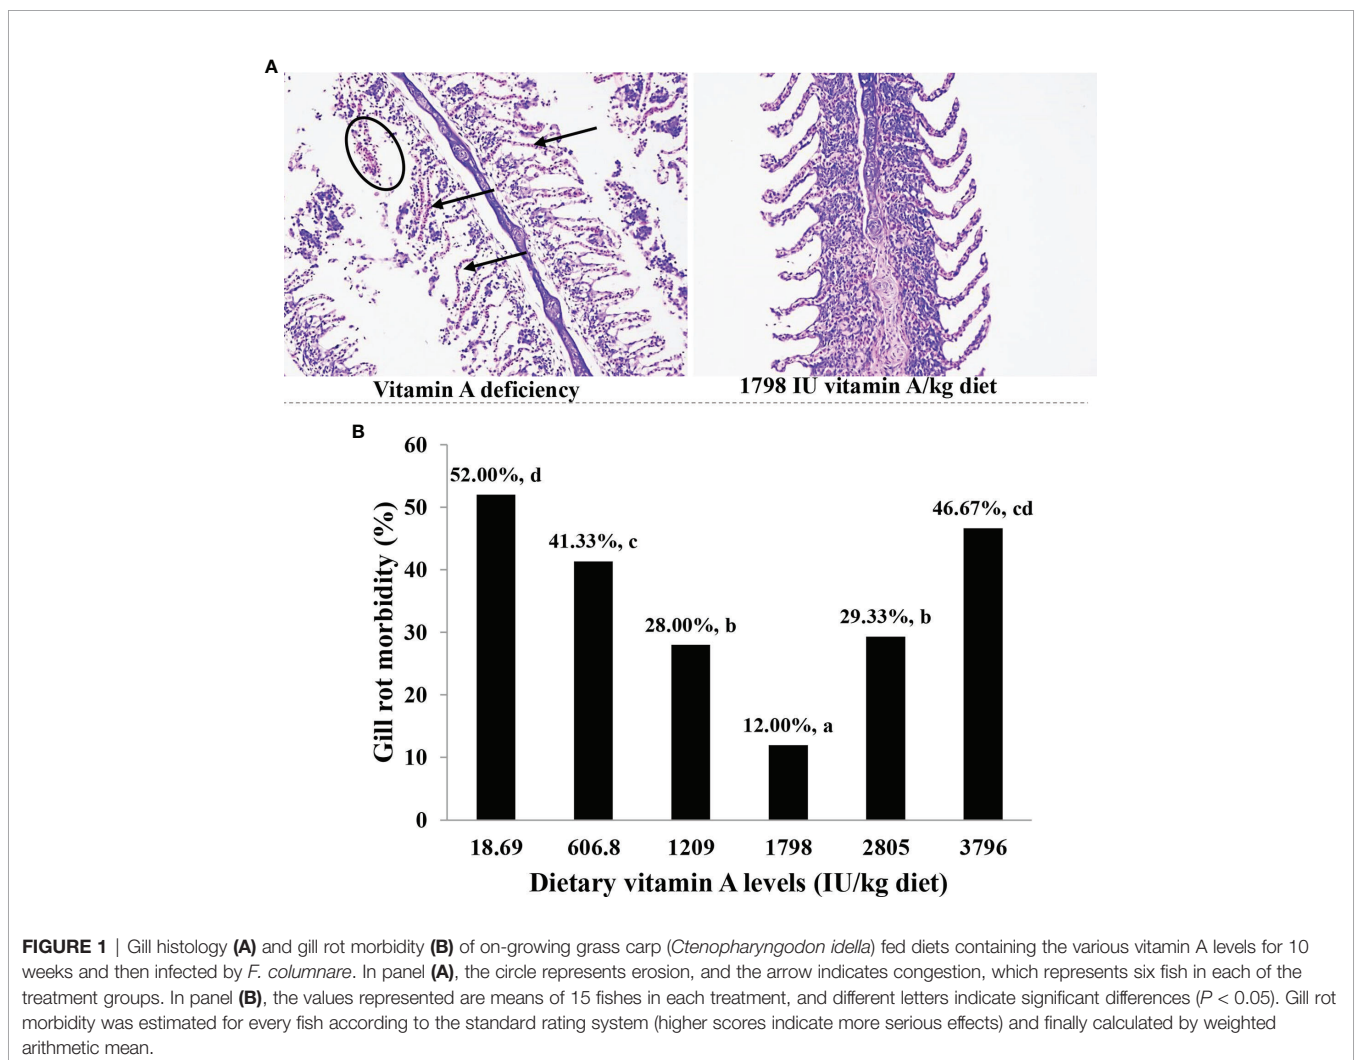 A
Vitamin A deficiency
1798 IU vitamin A/kg diet
B
Gill rot morbidity (%)
60
50
40
30
20
10
0
52.00%, d
41.33%, c
28.00%, b
12.00%, a
29.33%, b
46.67%, cd
18.69 606.8 1209 1798 2805 3796
Dietary vitamin A levels (IU/kg diet)
FIGURE 1 | Gill histology (A) and gill rot morbidity (B) of on-growing grass carp (Ctenopharyngodon idella) fed diets containing the various vitamin A levels for 10
weeks and then infected by F. columnare. In panel (A), the circle represents erosion, and the arrow indicates congestion, which represents six fish in each of the
treatment groups. In panel (B), the values represented are means of 15 fishes in each treatment, and different letters indicate significant differences (P < 0.05). Gill rot
morbidity was estimated for every fish according to the standard rating system (higher scores indicate more serious effects) and finally calculated by weighted
arithmetic mean.